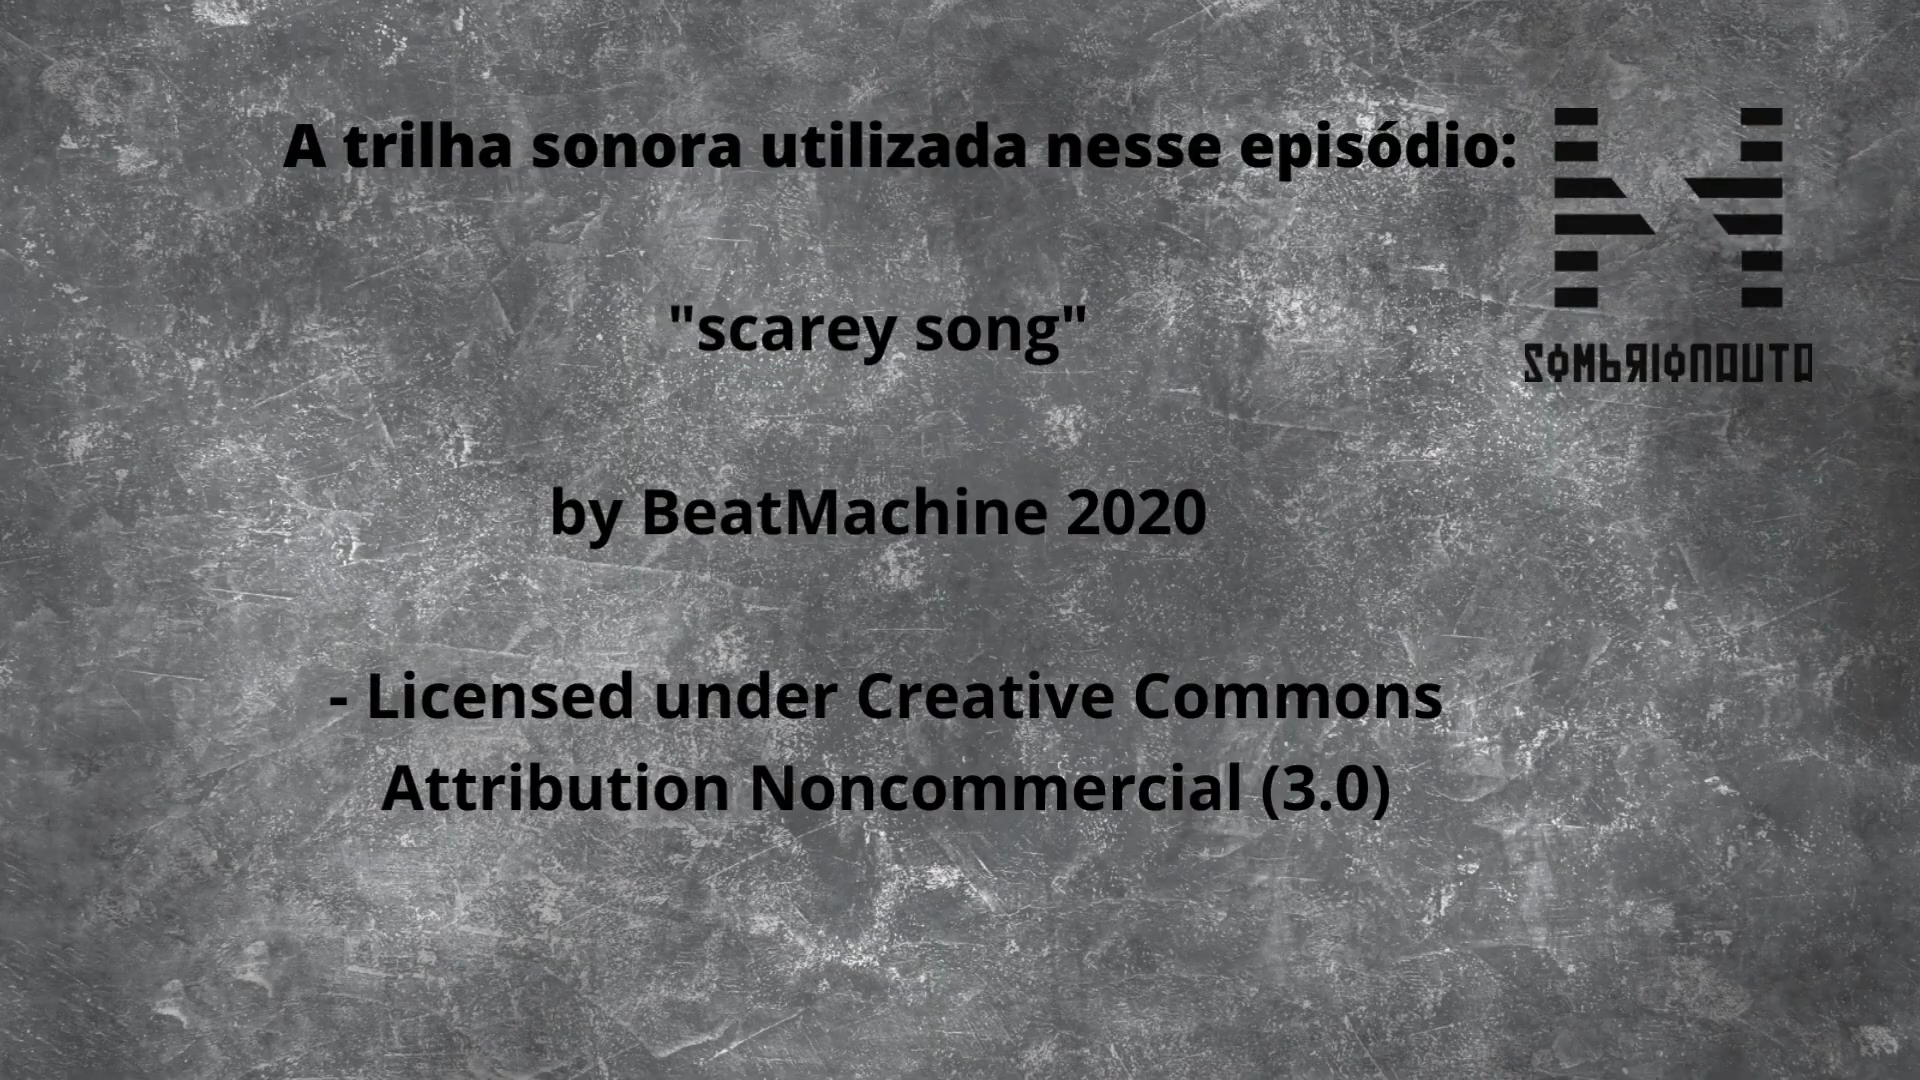 A trilha sonora utilizada nesse episódio:
"scarey song"
SOMbRIONAUTA
by BeatMachine 2020
- Licensed under Creative Commons
Attribution Noncommercial (3.0)